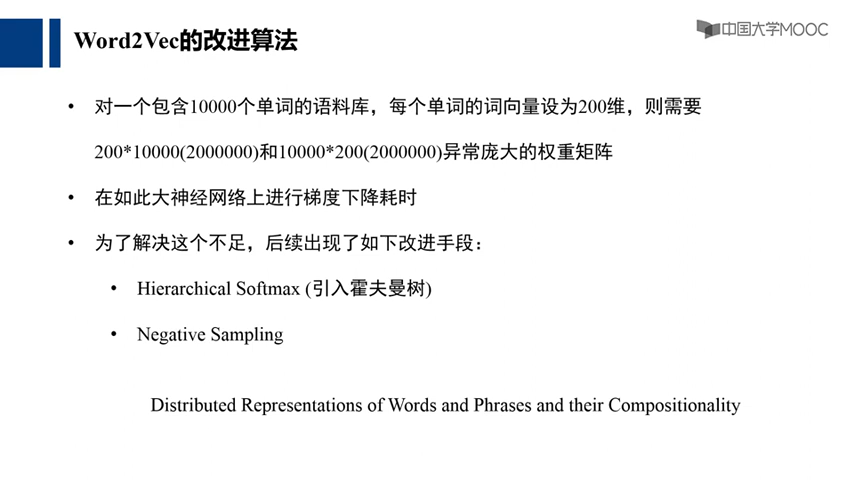 Word2Vec的改进算法
中国大学MOOC
• 对一个包含10000个单词的语料库，每个单词的词向量设为200维，则需要
200*10000(2000000)和10000*200(2000000)异常庞大的权重矩阵
• 在如此大神经网络上进行梯度下降耗时
• 为了解决这个不足，后续出现了如下改进手段：
• Hierarchical Softmax (引入霍夫曼树)
• Negative Sampling
Distributed Representations of Words and Phrases and their Compositionality